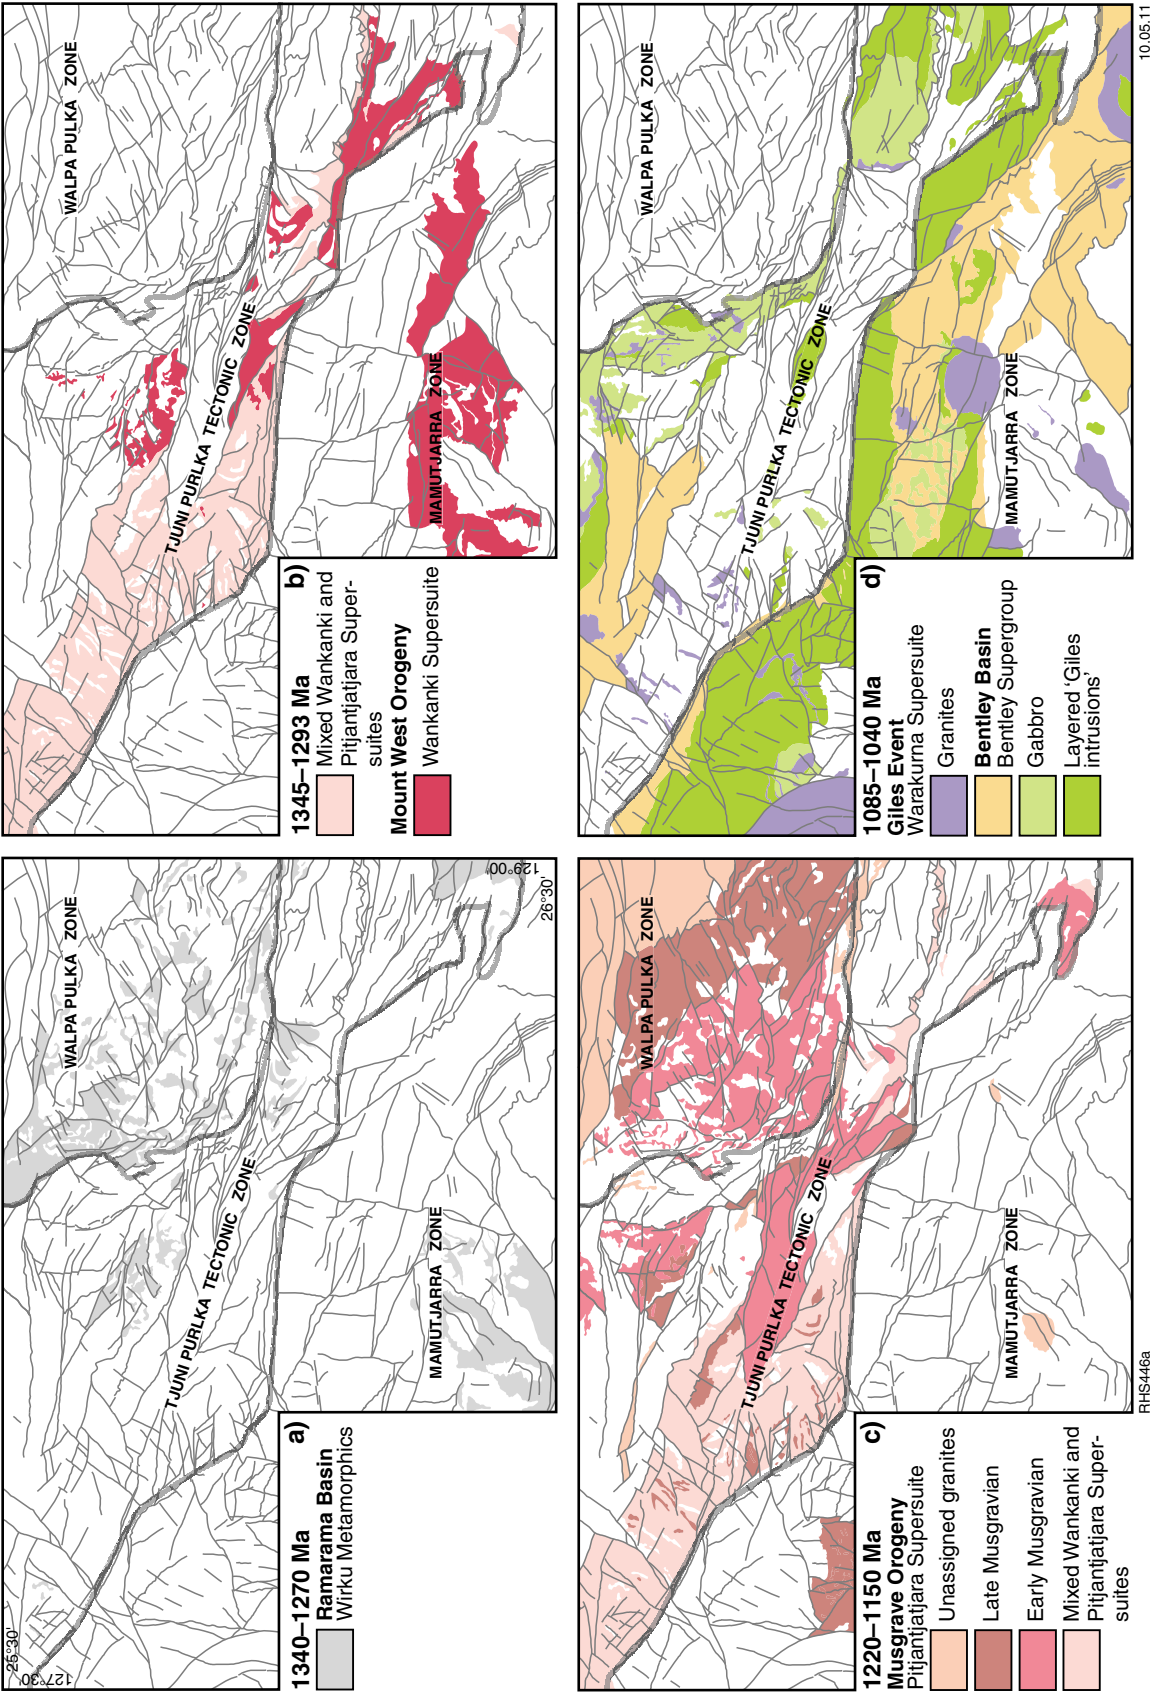 25°30'
127°30'
WALPA PULKA ZONE
TJUNI PURLKA TECTONIC ZONE
MAMUTJARRA ZONE
129°00'
26°30'
a)
1340–1270 Ma
Ramarama Basin
Wirku Metamorphics
WALPA PULKA ZONE
TJUNI PURLKA TECTONIC ZONE
MAMUTJARRA ZONE
b)
1345–1293 Ma
Mixed Wankanki and
Pitjantjatjara Super-
suites
Mount West Orogeny
Wankanki Supersuite
WALPA PULKA ZONE
TJUNI PURLKA TECTONIC ZONE
MAMUTJARRA ZONE
c)
1220–1150 Ma
Musgrave Orogeny
Pitjantjatjara Supersuite
Unassigned granites
Late Musgravian
Early Musgravian
Mixed Wankanki and
Pitjantjatjara Super-
suites
WALPA PULKA ZONE
TJUNI PURLKA TECTONIC ZONE
MAMUTJARRA ZONE
d)
1085–1040 Ma
Giles Event
Warakurna Supersuite
Granites
Bentley Basin
Bentley Supergroup
Gabbro
Layered ‘Giles
intrusions’
RHS446a
10.05.11